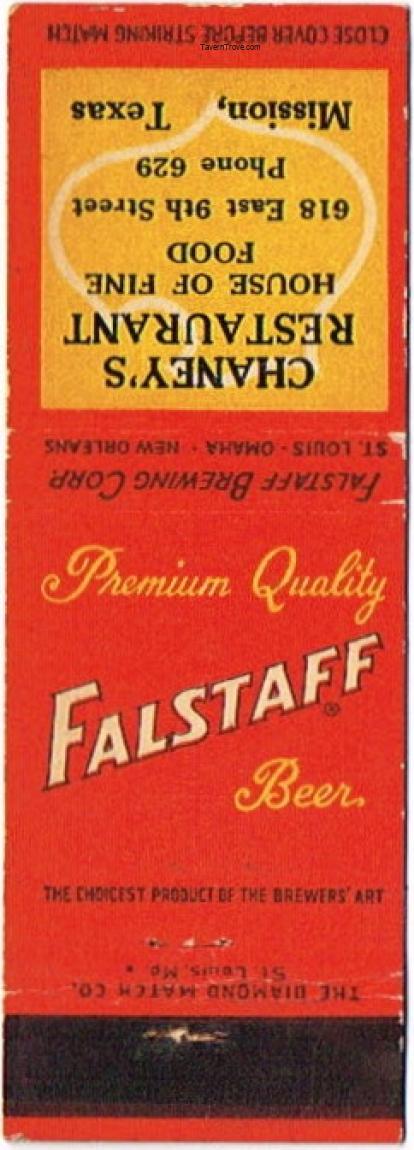 CLOSE COVER BEFORE STRIKING MATCH
TavernTrove.com
CHANEY'S
RESTAURANT
HOUSE OF FINE
FOOD
618 East 9th Street
Phone 629
Mission, Texas
FALSTAFF BREWING CORP.
ST. LOUIS - OMAHA - NEW ORLEANS
Premium Quality
FALSTAFF®
Beer.
THE CHOICEST PRODUCT OF THE BREWERS' ART
THE DIAMOND MATCH CO.
St. Louis, Mo.